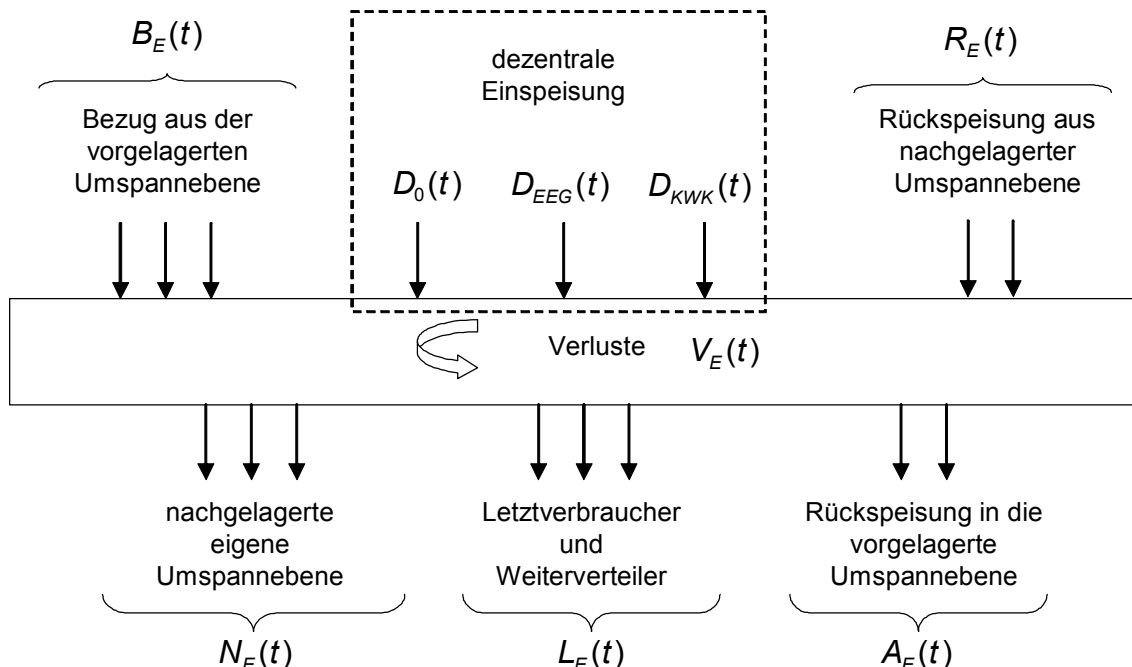 B_E(t)
Bezug aus der
vorgelagerten
Umspannebene
dezentrale
Einspeisung
D_0(t)
D_EEG(t)
D_KWK(t)
R_E(t)
Rückspeisung aus
nachgelagerter
Umspannebene
Verluste
V_E(t)
nachgelagerte
eigene
Umspannebene
N_E(t)
Letztverbraucher
und
Weiterverteiler
L_E(t)
Rückspeisung in die
vorgelagerte
Umspannebene
A_E(t)